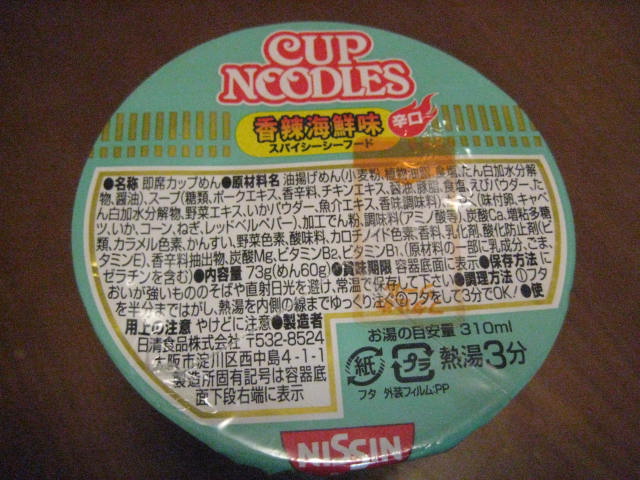 CUP
NOODLES
香辣海鮮味
辛口
スパイシーシーフード
●名称 即席カップめん●原材料名 油揚げめん(小麦粉、植物油脂、食塩、たん白加水分解
物、醤油)、スープ(糖類、ポークエキス、香辛料、チキンエキス、醤油、豚脂、食塩、えびパウダー、た
ん白加水分解物、野菜エキス、いかパウダー、魚介エキス、香味調味料)、かやく(味付卵、キャベ
ツ、いか、コーン、ねぎ、レッドベルペパー)、加工でん粉、調味料(アミノ酸等)、炭酸Ca、増粘多糖
類、カラメル色素、かんすい、野菜色素、酸味料、カロチノイド色素、香料、乳化剤、酸化防止剤(ビ
タミンE)、香辛料抽出物、炭酸Mg、ビタミンB2、ビタミンB1、(原材料の一部に乳成分、ごま、
ゼラチンを含む)●内容量 73g(めん60g)●賞味期限 容器底面に表示●保存方法 に
おいが強いもののそばや直射日光を避け、常温で保存して下さい●調理方法 ①フタ
を半分まではがし、熱湯を内側の線までゆっくり注ぐ②フタをして3分でOK!●使
用上の注意 やけどに注意●製造者
日清食品株式会社 〒532-8524
大阪市淀川区西中島4-1-1
製造所固有記号は容器底
面下段右端に表示
お湯の目安量 310ml
紙
プラ
熱湯3分
フタ 外装フィルム:PP
NISSIN